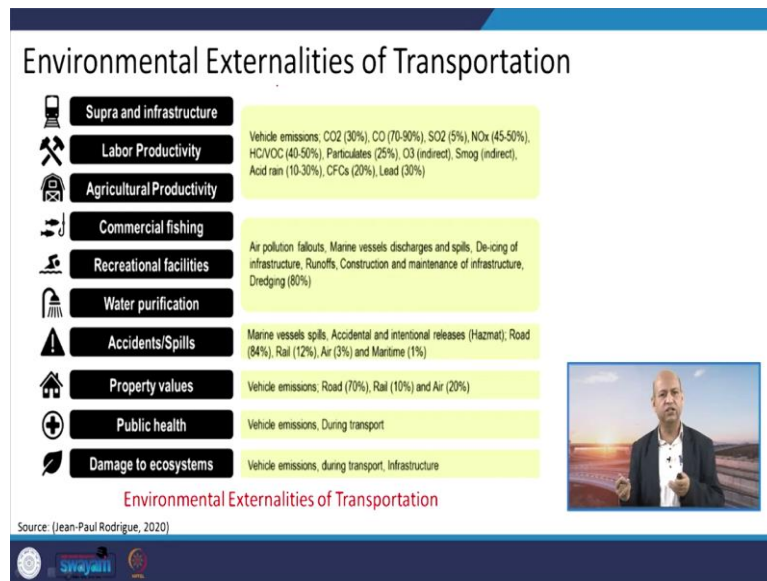 Environmental Externalities of Transportation
Supra and infrastructure
Labor Productivity
Agricultural Productivity
Vehicle emissions; CO2 (30%), CO (70-90%), SO2 (5%), NOx (45-50%),
HC/VOC (40-50%), Particulates (25%), O3 (indirect), Smog (indirect),
Acid rain (10-30%), CFCs (20%), Lead (30%)
Commercial fishing
Recreational facilities
Water purification
Air pollution fallouts, Marine vessels discharges and spills, De-icing of
infrastructure, Runoffs, Construction and maintenance of infrastructure,
Dredging (80%)
Accidents/Spills
Marine vessels spills, Accidental and intentional releases (Hazmat); Road
(84%), Rail (12%), Air (3%) and Maritime (1%)
Property values
Vehicle emissions; Road (70%), Rail (10%) and Air (20%)
Public health
Vehicle emissions, During transport
Damage to ecosystems
Vehicle emissions, during transport, Infrastructure
Environmental Externalities of Transportation
Source: (Jean-Paul Rodrigue, 2020)
swayam